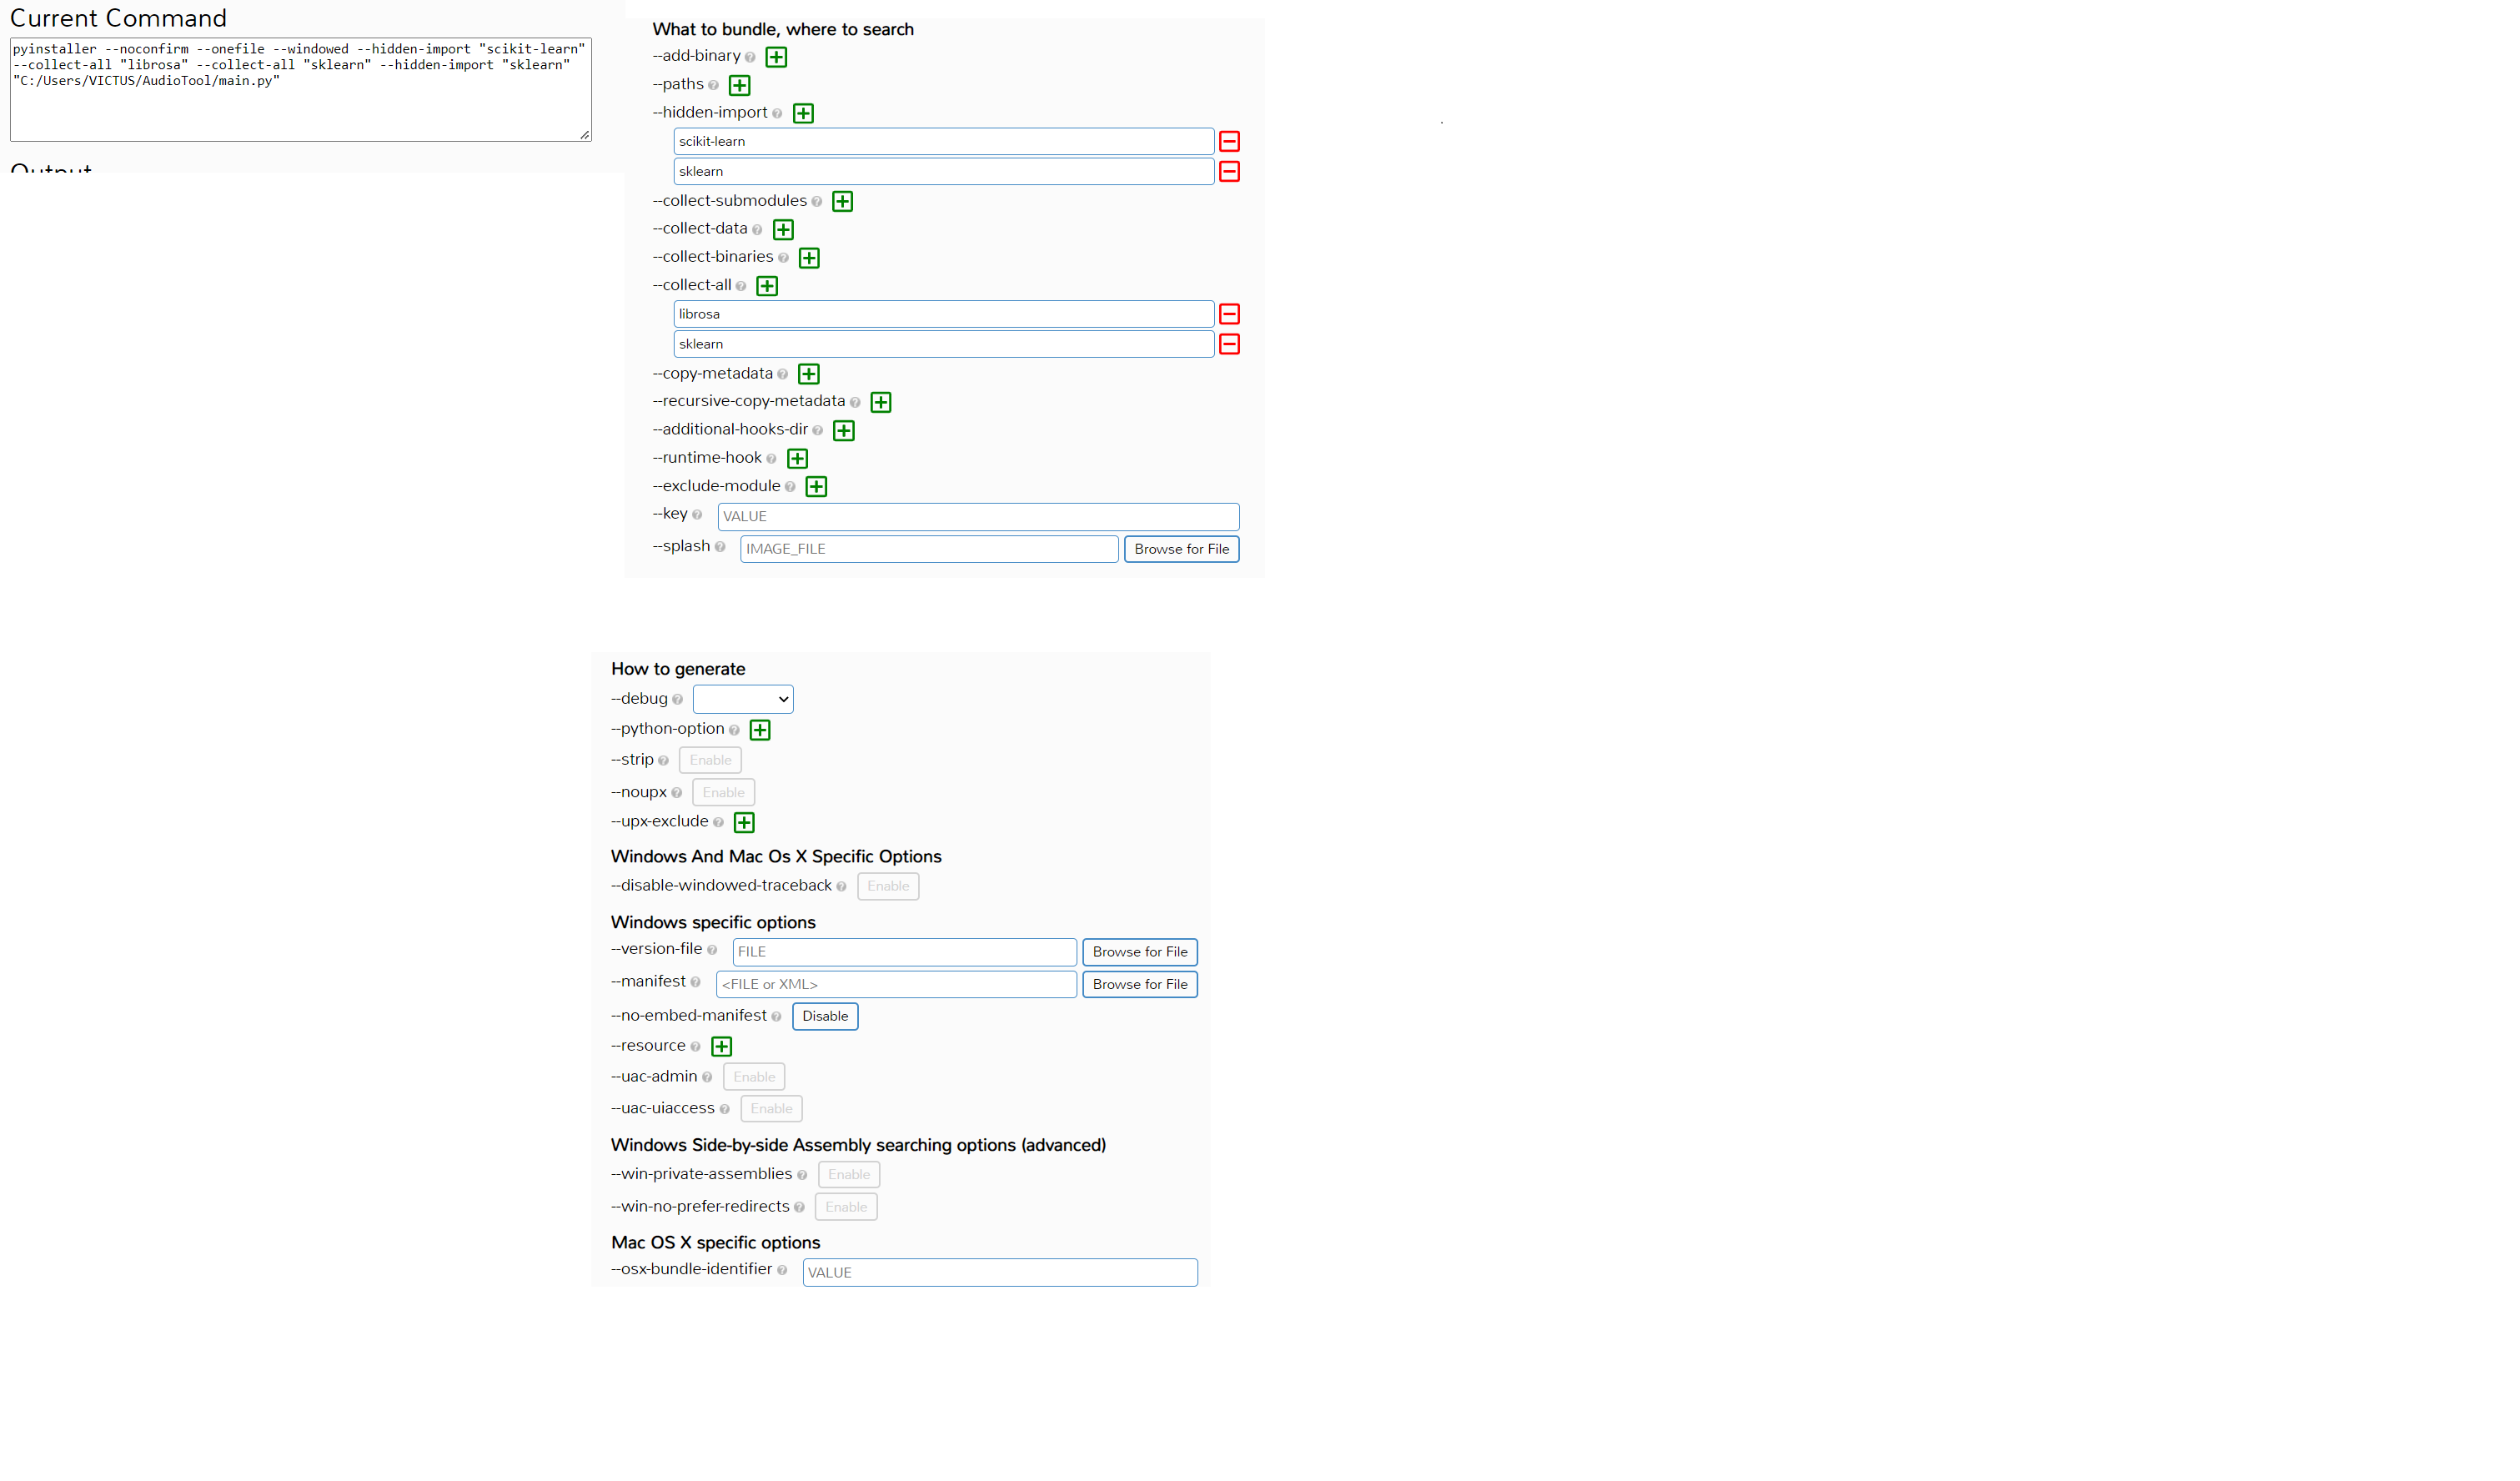 Current Command
pyinstaller --noconfirm --onefile --windowed --hidden-import "scikit-learn"
--collect-all "librosa" --collect-all "sklearn" --hidden-import "sklearn"
"C:/Users/VICTUS/AudioTool/main.py"
Output
What to bundle, where to search
--add-binary
--paths
--hidden-import
scikit-learn
sklearn
--collect-submodules
--collect-data
--collect-binaries
--collect-all
librosa
sklearn
--copy-metadata
--recursive-copy-metadata
--additional-hooks-dir
--runtime-hook
--exclude-module
--key VALUE
--splash IMAGE_FILE Browse for File
How to generate
--debug
--python-option
--strip Enable
--noupx Enable
--upx-exclude
Windows And Mac Os X Specific Options
--disable-windowed-traceback Enable
Windows specific options
--version-file FILE Browse for File
--manifest <FILE or XML> Browse for File
--no-embed-manifest Disable
--resource
--uac-admin Enable
--uac-uiaccess Enable
Windows Side-by-side Assembly searching options (advanced)
--win-private-assemblies Enable
--win-no-prefer-redirects Enable
Mac OS X specific options
--osx-bundle-identifier VALUE